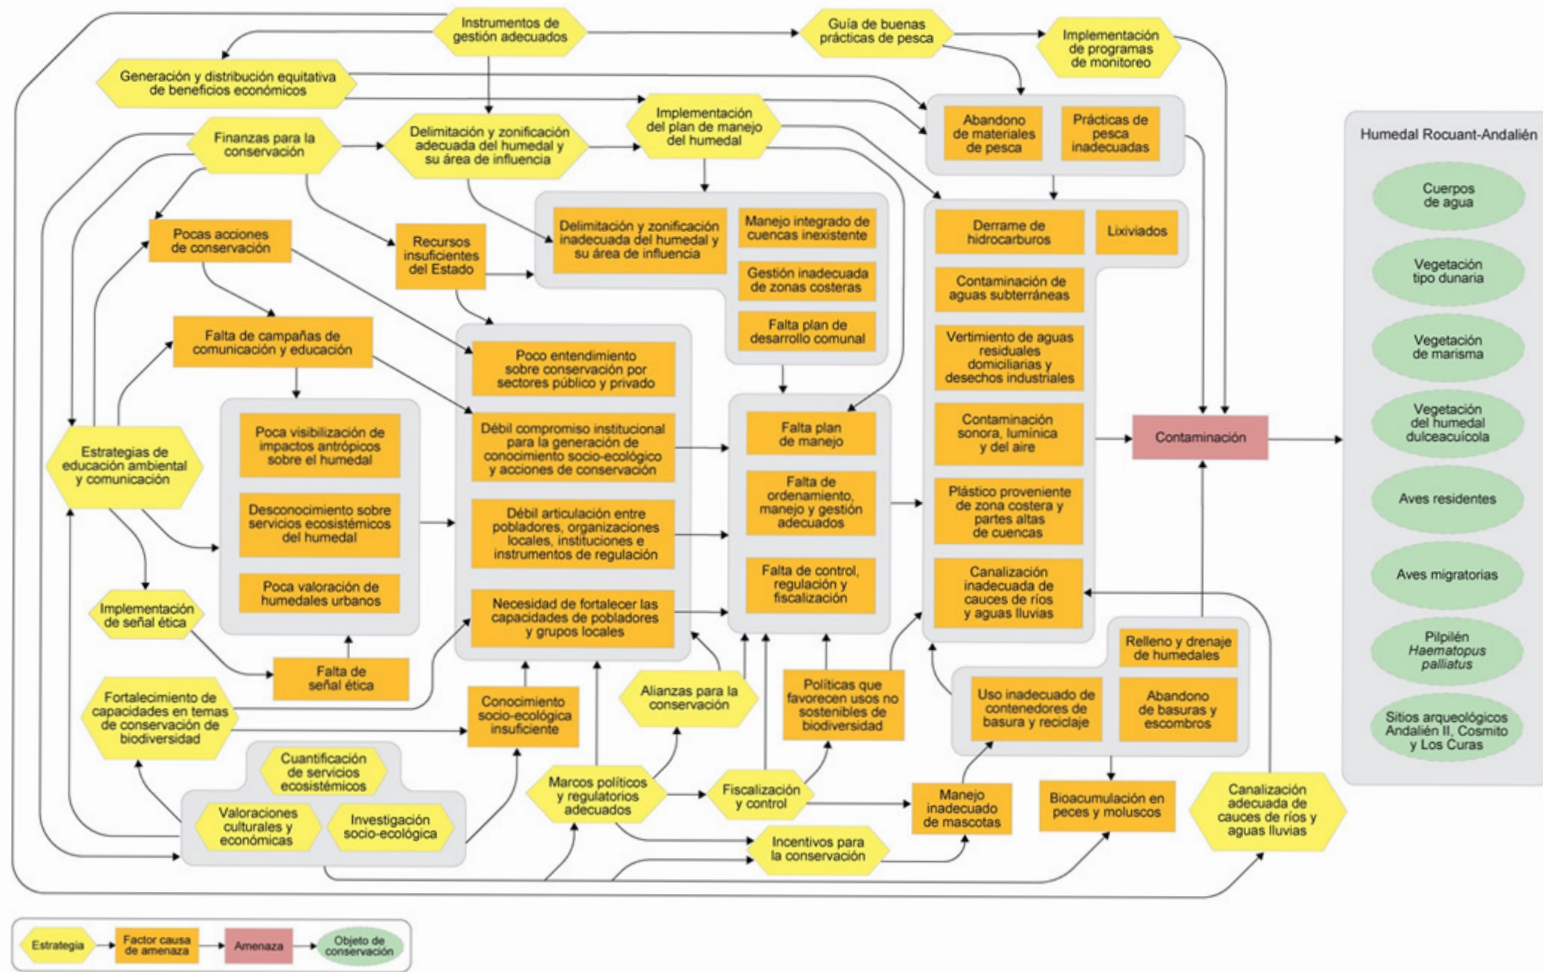 Instrumentos de
gestión adecuados
Guía de buenas
prácticas de pesca
Implementación
de programas
de monitoreo
Generación y distribución equitativa
de beneficios económicos
Finanzas para la
conservación
Delimitación y zonificación
adecuada del humedal y
su área de influencia
Implementación
del plan de manejo
del humedal
Abandono
de materiales
de pesca
Prácticas de
pesca
inadecuadas
Humedal Rocuant-Andalién
Cuerpos
de agua
Vegetación
tipo dunaria
Vegetación
de marisma
Vegetación
del humedal
dulceacuícola
Aves residentes
Aves migratorias
Pilpilén
Haematopus
palliatus
Sitios arqueológicos
Andalién II, Cosmito
y Los Curas
Pocas acciones
de conservación
Recursos
insuficientes
del Estado
Delimitación y zonificación
inadecuada del humedal y
su área de influencia
Manejo integrado de
cuencas inexistente
Gestión inadecuada
de zonas costeras
Falta plan de
desarrollo comunal
Derrame de
hidrocarburos
Lixiviados
Contaminación de
aguas subterráneas
Vertimiento de aguas
residuales
domiciliarias y
desechos industriales
Contaminación
sonora, lumínica
y del aire
Plástico proveniente
de zona costera y
partes altas
de cuencas
Canalización
inadecuada de
cauces de ríos
y aguas lluvias
Contaminación
Falta de campañas de
comunicación y educación
Poco entendimiento
sobre conservación por
sectores público y privado
Débil compromiso institucional
para la generación de
conocimiento socio-ecológico
y acciones de conservación
Débil articulación entre
pobladores, organizaciones
locales, instituciones e
instrumentos de regulación
Necesidad de fortalecer las
capacidades de pobladores
y grupos locales
Falta plan
de manejo
Falta de
ordenamiento,
manejo y gestión
adecuados
Falta de control,
regulación y
fiscalización
Estrategias de
educación ambiental
y comunicación
Poca visibilización de
impactos antrópicos
sobre el humedal
Desconocimiento sobre
servicios ecosistémicos
del humedal
Poca valoración de
humedales urbanos
Implementación
de señal ética
Falta de
señal ética
Fortalecimiento de
capacidades en temas
de conservación de
biodiversidad
Conocimiento
socio-ecológica
insuficiente
Alianzas para la
conservación
Políticas que
favorecen usos no
sostenibles de
biodiversidad
Relleno y drenaje
de humedales
Uso inadecuado de
contenedores de
basura y reciclaje
Abandono
de basuras y
escombros
Cuantificación
de servicios
ecosistémicos
Valoraciones
culturales y
económicas
Investigación
socio-ecológica
Marcos políticos
y regulatorios
adecuados
Fiscalización
y control
Incentivos para
la conservación
Manejo
inadecuado
de mascotas
Bioacumulación en
peces y moluscos
Canalización
adecuada de
cauces de ríos y
aguas lluvias
Estrategia
Factor causa
de amenaza
Amenaza
Objeto de
conservación